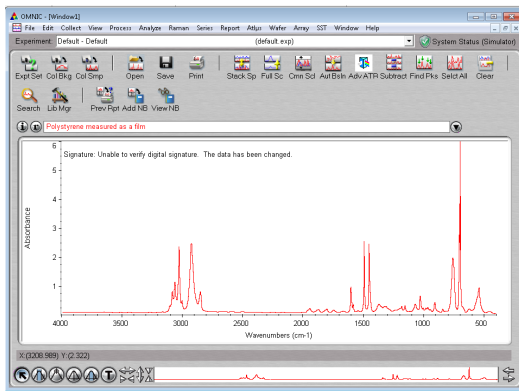 OMNIC - [Window1]
File Edit Collect View Process Analyze Raman Series Report Atlµs Wafer Array SST Window Help
Experiment: Default - Default (default.exp) System Status (Simulator)
Expt Set Col Bkg Col Smp Open Save Print Stack Sp Full Sc Cmn Scl Aut Bsln Adv ATR Subtract Find Pks Selct All Clear
Search Lib Mgr Prev Rpt Add NB View NB
Polystyrene measured as a film
Signature: Unable to verify digital signature. The data has been changed.
6
5
4
3
2
1
Absorbance
4000 3500 3000 2500 2000 1500 1000 500
Wavenumbers (cm-1)
X:(3208.989) Y:(2.322)
T